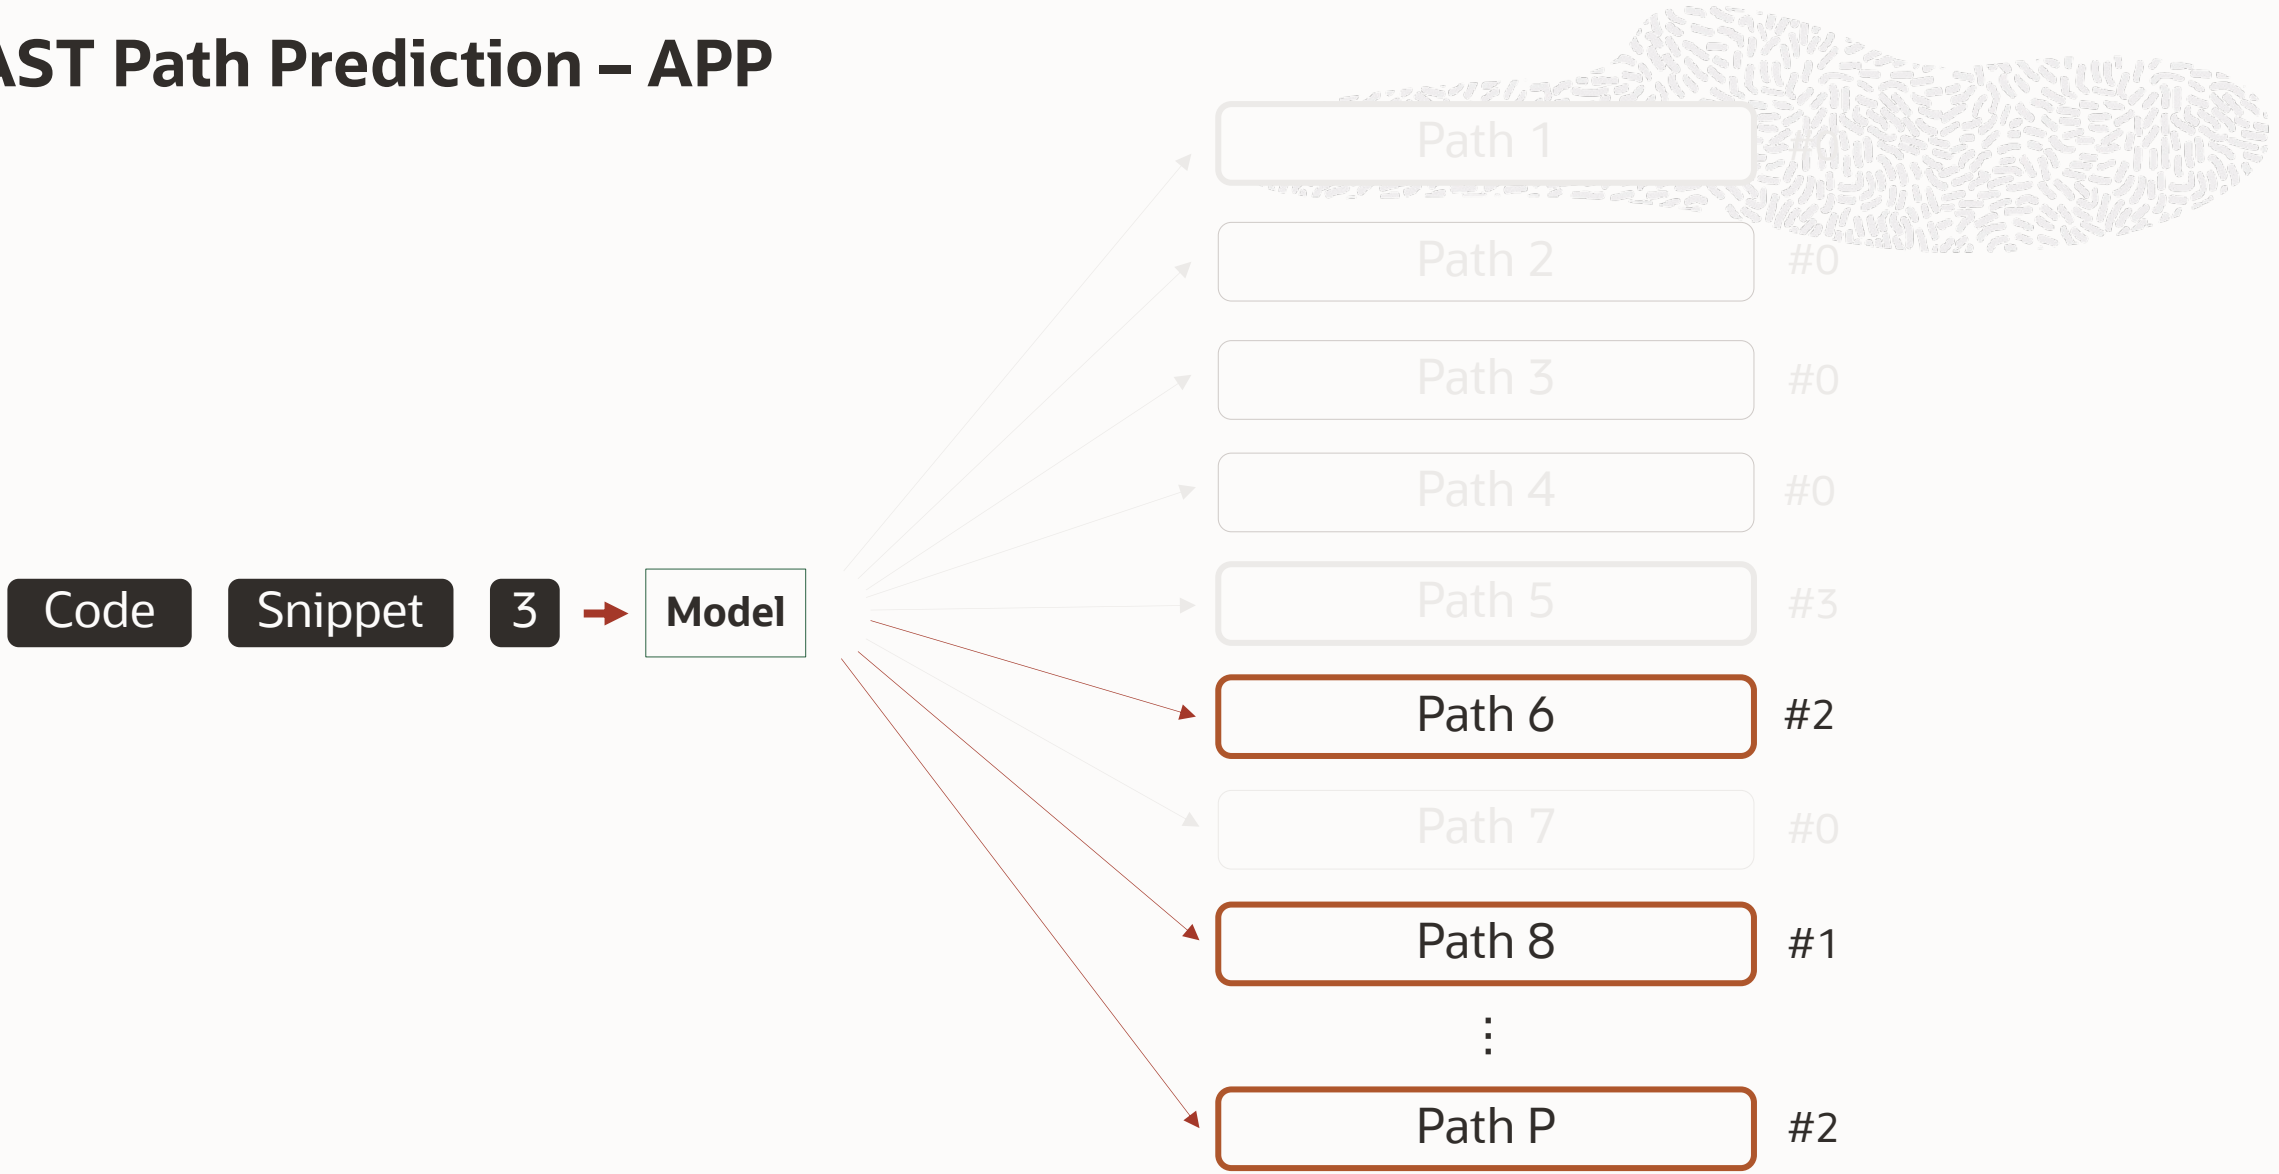 AST Path Prediction – APP
Path 1
Path 2 #0
Path 3 #0
Path 4 #0
Path 5 #3
Code Snippet 3 Model
Path 6 #2
Path 7 #0
Path 8 #1
⋮
Path P #2